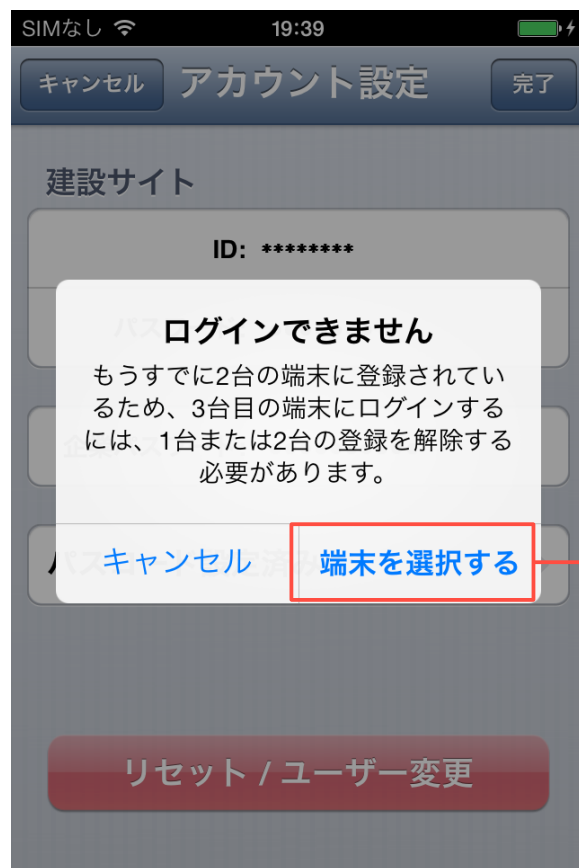 SIMなし 19:39
キャンセル アカウント設定 完了
建設サイト
ID: ********
ログインできません
もうすでに2台の端末に登録されてい
るため、3台目の端末にログインする
には、1台または2台の登録を解除する
必要があります。
キャンセル 端末を選択する
リセット / ユーザー変更